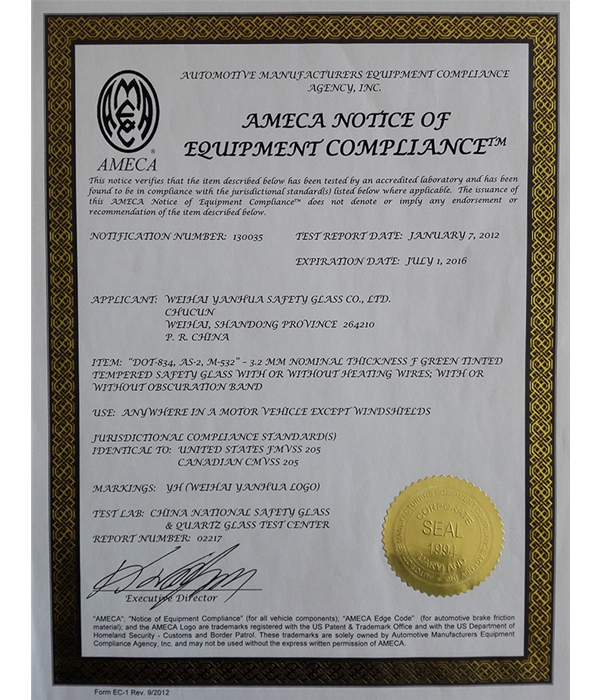 AUTOMOTIVE MANUFACTURERS EQUIPMENT COMPLIANCE
AGENCY, INC.
AMECA NOTICE OF
EQUIPMENT COMPLIANCE™
AMECA
This notice verifies that the item described below has been tested by an accredited laboratory and has been
found to be in compliance with the jurisdictional standard(s) listed below where applicable. The issuance of
this AMECA Notice of Equipment Compliance™ does not denote or imply any endorsement or
recommendation of the item described below.
NOTIFICATION NUMBER: 130035 TEST REPORT DATE: JANUARY 7, 2012
EXPIRATION DATE: JULY 1, 2016
APPLICANT: WEIHAI YANHUA SAFETY GLASS CO., LTD.
CHUCUN
WEIHAI, SHANDONG PROVINCE 264210
P. R. CHINA
ITEM: "DOT-834, AS-2, M-532" - 3.2 MM NOMINAL THICKNESS F GREEN TINTED
TEMPERED SAFETY GLASS WITH OR WITHOUT HEATING WIRES; WITH OR
WITHOUT OBSCURATION BAND
USE: ANYWHERE IN A MOTOR VEHICLE EXCEPT WINDSHIELDS
JURISDICTIONAL COMPLIANCE STANDARD(S)
IDENTICAL TO: UNITED STATES FMVSS 205
CANADIAN CMVSS 205
MARKINGS: YH (WEIHAI YANHUA LOGO)
TEST LAB: CHINA NATIONAL SAFETY GLASS
& QUARTZ GLASS TEST CENTER
REPORT NUMBER: 02217
CORPORATE
SEAL
1994
MARYLAND
Executive Director
"AMECA"; "Notice of Equipment Compliance" (for all vehicle components); "AMECA Edge Code" (for automotive brake friction
material); and the AMECA Logo are trademarks registered with the US Patent & Trademark Office and with the US Department of
Homeland Security - Customs and Border Patrol. These trademarks are solely owned by Automotive Manufacturers Equipment
Compliance Agency, Inc. and may not be used without the express written permission of AMECA.
Form EC-1 Rev. 9/2012